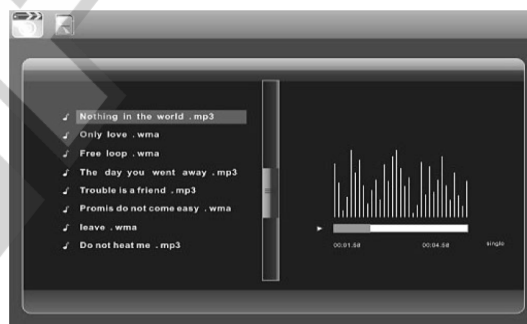 Nothing in the world .mp3
Only love .wma
Free loop .wma
The day you went away .mp3
Trouble is a friend .mp3
Promis do not come easy .wma
leave .wma
Do not heat me .mp3
00:01.50 00:04.50 single